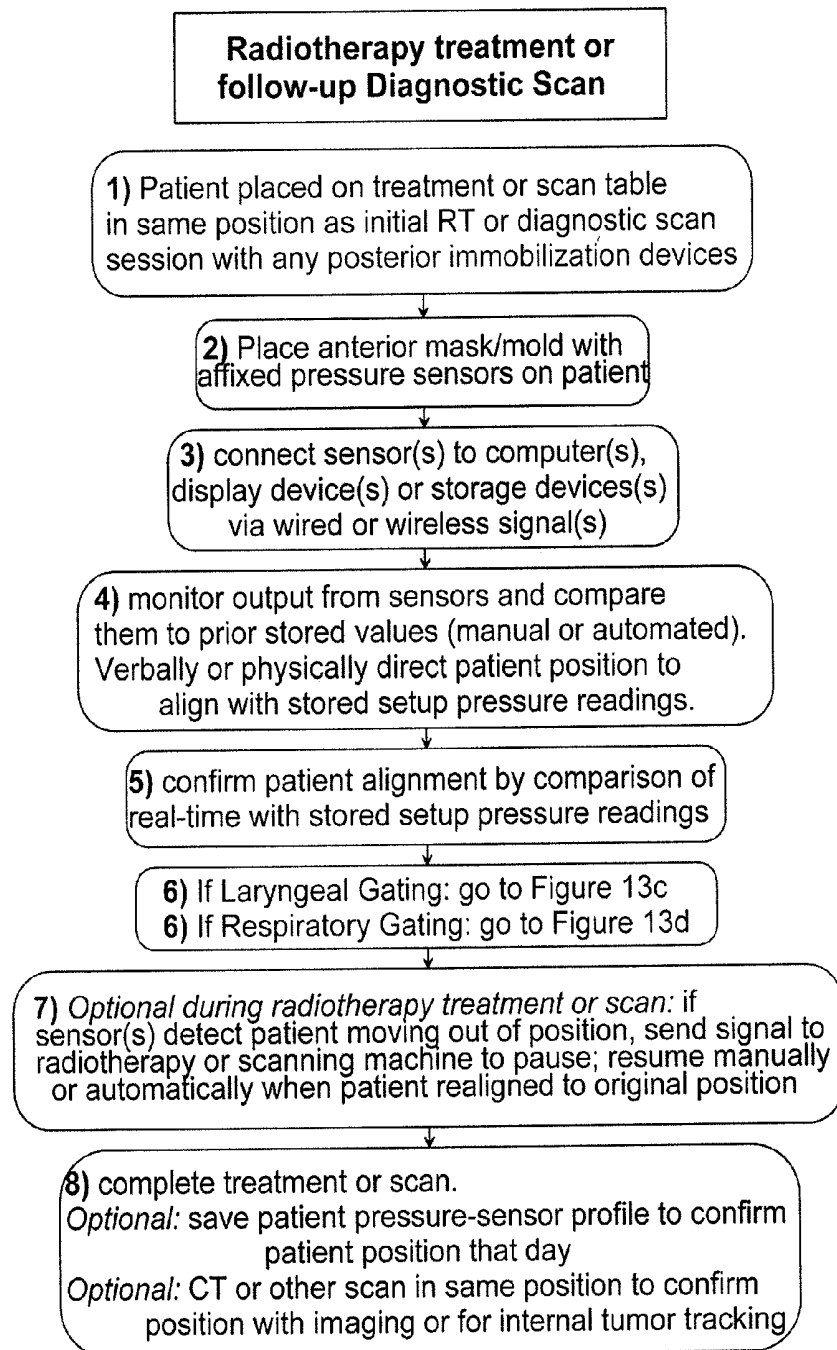 Radiotherapy treatment or
follow-up Diagnostic Scan
1) Patient placed on treatment or scan table
in same position as initial RT or diagnostic scan
session with any posterior immobilization devices
2) Place anterior mask/mold with
affixed pressure sensors on patient
3) connect sensor(s) to computer(s),
display device(s) or storage devices(s)
via wired or wireless signal(s)
4) monitor output from sensors and compare
them to prior stored values (manual or automated).
Verbally or physically direct patient position to
align with stored setup pressure readings.
5) confirm patient alignment by comparison of
real-time with stored setup pressure readings
6) If Laryngeal Gating: go to Figure 13c
6) If Respiratory Gating: go to Figure 13d
7) Optional during radiotherapy treatment or scan: if
sensor(s) detect patient moving out of position, send signal to
radiotherapy or scanning machine to pause; resume manually
or automatically when patient realigned to original position
8) complete treatment or scan.
Optional: save patient pressure-sensor profile to confirm
patient position that day
Optional: CT or other scan in same position to confirm
position with imaging or for internal tumor tracking